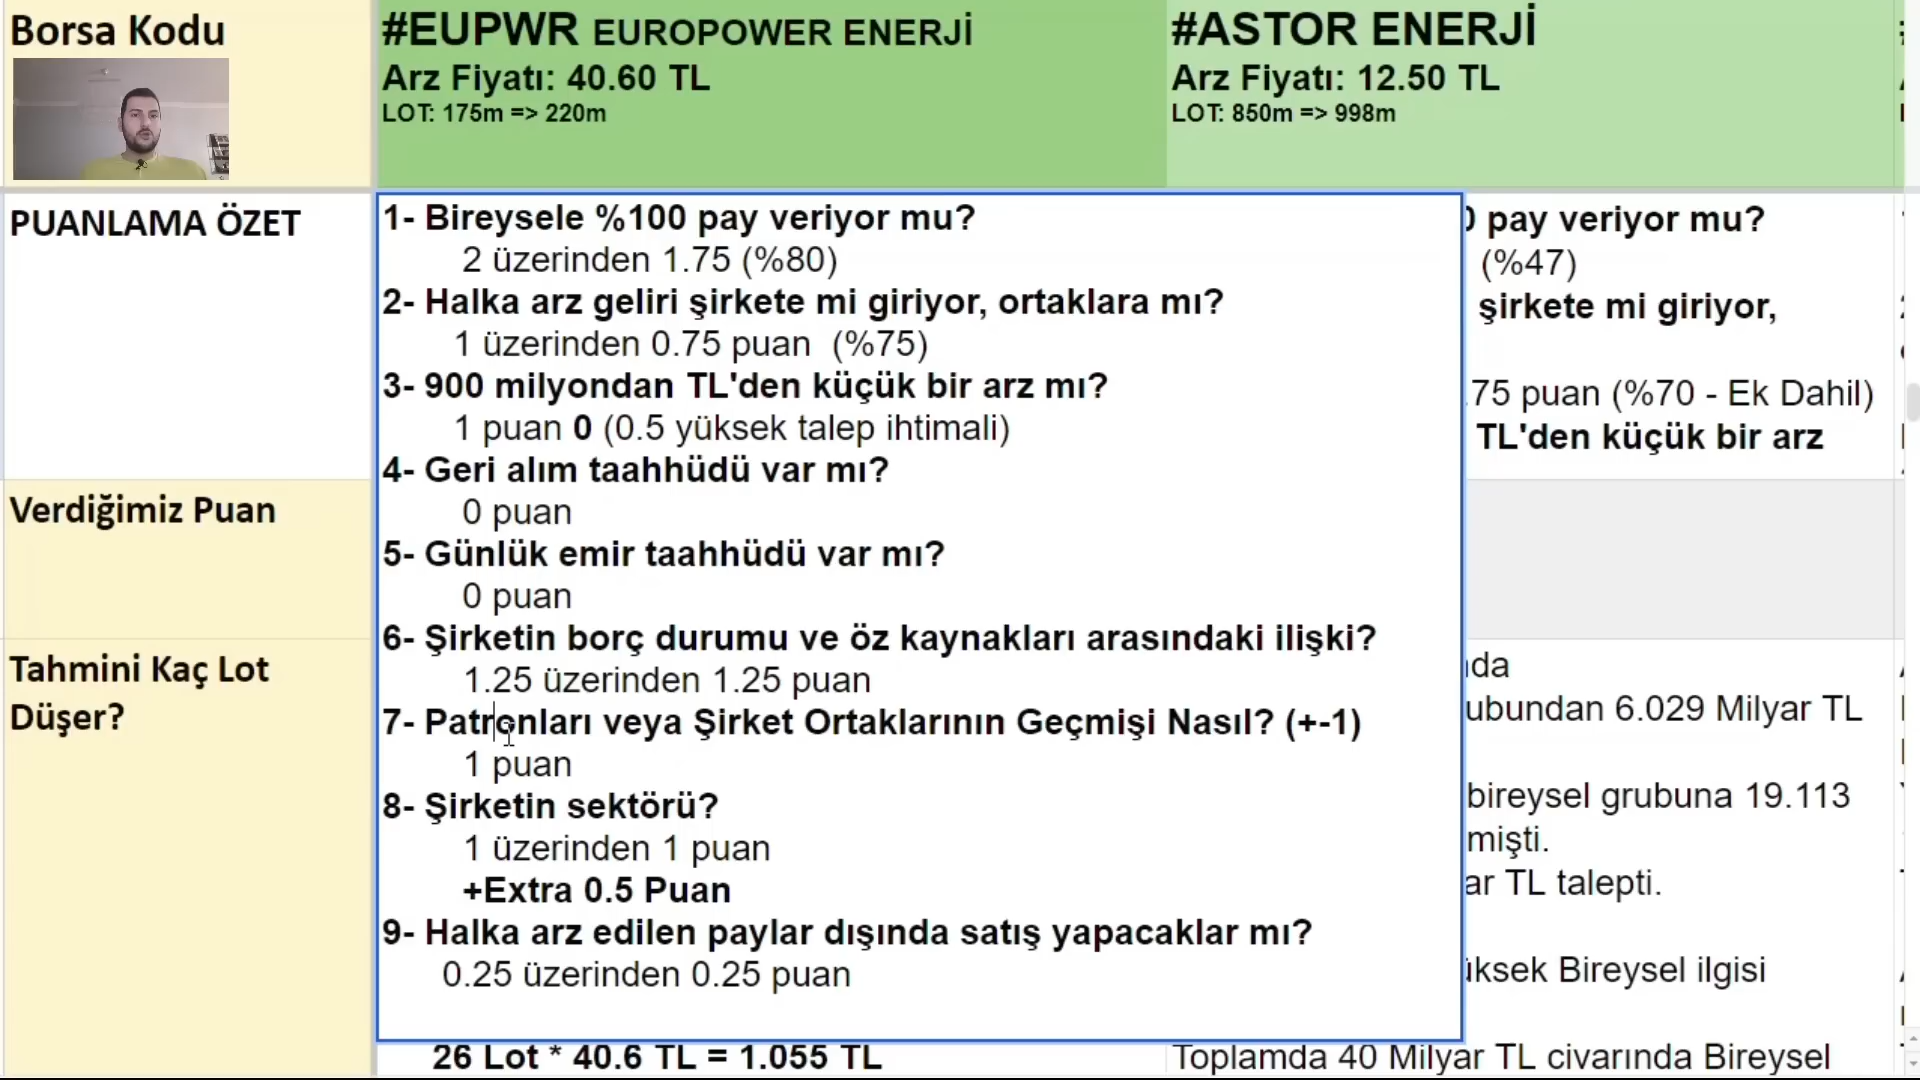 Borsa Kodu
#EUPWR EUROPOWER ENERJİ
Arz Fiyatı: 40.60 TL
LOT: 175m => 220m
#ASTOR ENERJİ
Arz Fiyatı: 12.50 TL
LOT: 850m => 998m
PUANLAMA ÖZET
1- Bireysele %100 pay veriyor mu?
2 üzerinden 1.75 (%80)
2- Halka arz geliri şirkete mi giriyor, ortaklara mı?
1 üzerinden 0.75 puan (%75)
3- 900 milyondan TL'den küçük bir arz mı?
1 puan 0 (0.5 yüksek talep ihtimali)
4- Geri alım taahhüdü var mı?
0 puan
5- Günlük emir taahhüdü var mı?
0 puan
6- Şirketin borç durumu ve öz kaynakları arasındaki ilişki?
1.25 üzerinden 1.25 puan
7- Patronları veya Şirket Ortaklarının Geçmişi Nasıl? (+-1)
1 puan
8- Şirketin sektörü?
1 üzerinden 1 puan
+Extra 0.5 Puan
9- Halka arz edilen paylar dışında satış yapacaklar mı?
0.25 üzerinden 0.25 puan
26 Lot * 40.6 TL = 1.055 TL
pay veriyor mu?
(%47)
şirkete mi giriyor,
.75 puan (%70 - Ek Dahil)
TL'den küçük bir arz
6.029 Milyar TL
bireysel grubuna 19.113
TL talepti.
Bireysel ilgisi
Toplamda 40 Milyar TL civarında Bireysel
Verdiğimiz Puan
Tahmini Kaç Lot
Düşer?